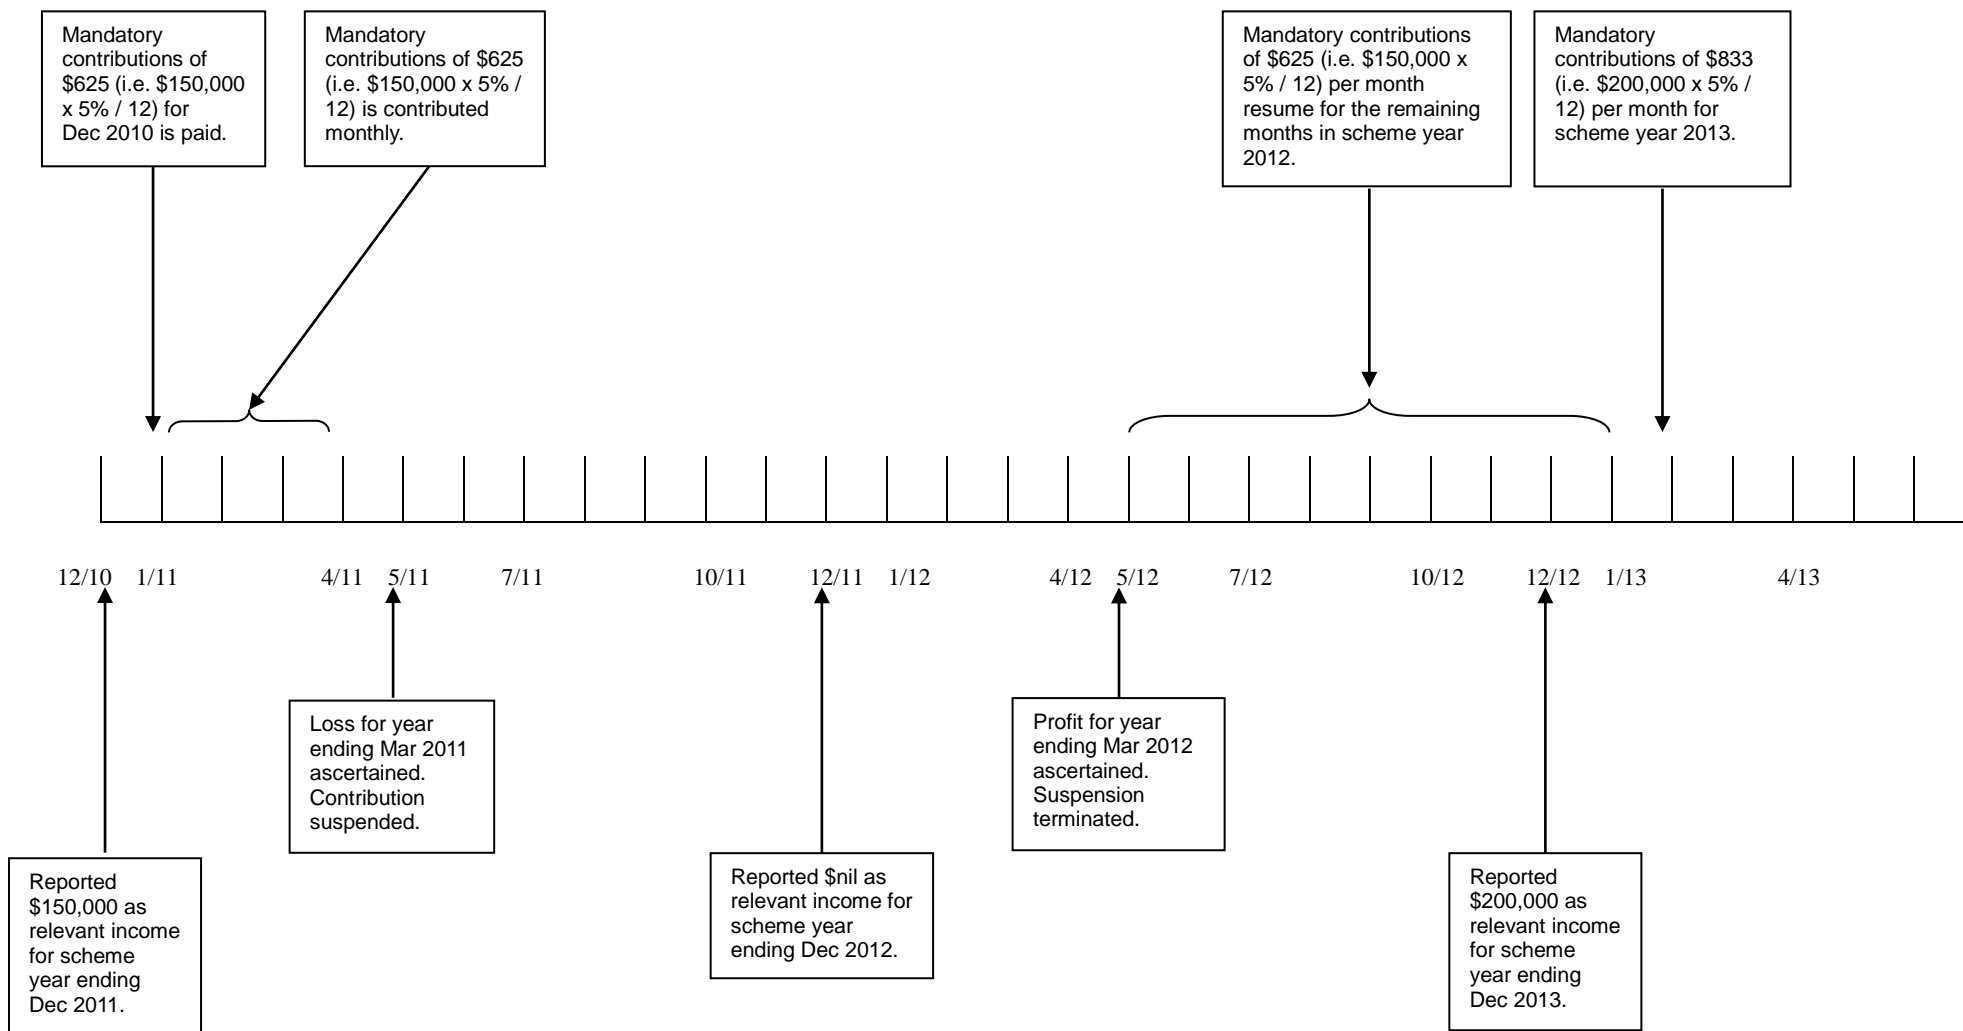 Mandatory
contributions of
$625 (i.e. $150,000
x 5% / 12) for
Dec 2010 is paid.
Mandatory
contributions of $625
(i.e. $150,000 x 5% /
12) is contributed
monthly.
Mandatory contributions
of $625 (i.e. $150,000 x
5% / 12) per month
resume for the remaining
months in scheme year
2012.
Mandatory
contributions of $833
(i.e. $200,000 x 5% /
12) per month for
scheme year 2013.
12/10 1/11 4/11 5/11 7/11 10/11 12/11 1/12 4/12 5/12 7/12 10/12 12/12 1/13 4/13
Loss for year
ending Mar 2011
ascertained.
Contribution
suspended.
Profit for year
ending Mar 2012
ascertained.
Suspension
terminated.
Reported
$150,000 as
relevant income
for scheme
year ending
Dec 2011.
Reported $nil as
relevant income for
scheme year
ending Dec 2012.
Reported
$200,000 as
relevant income
for scheme
year ending
Dec 2013.